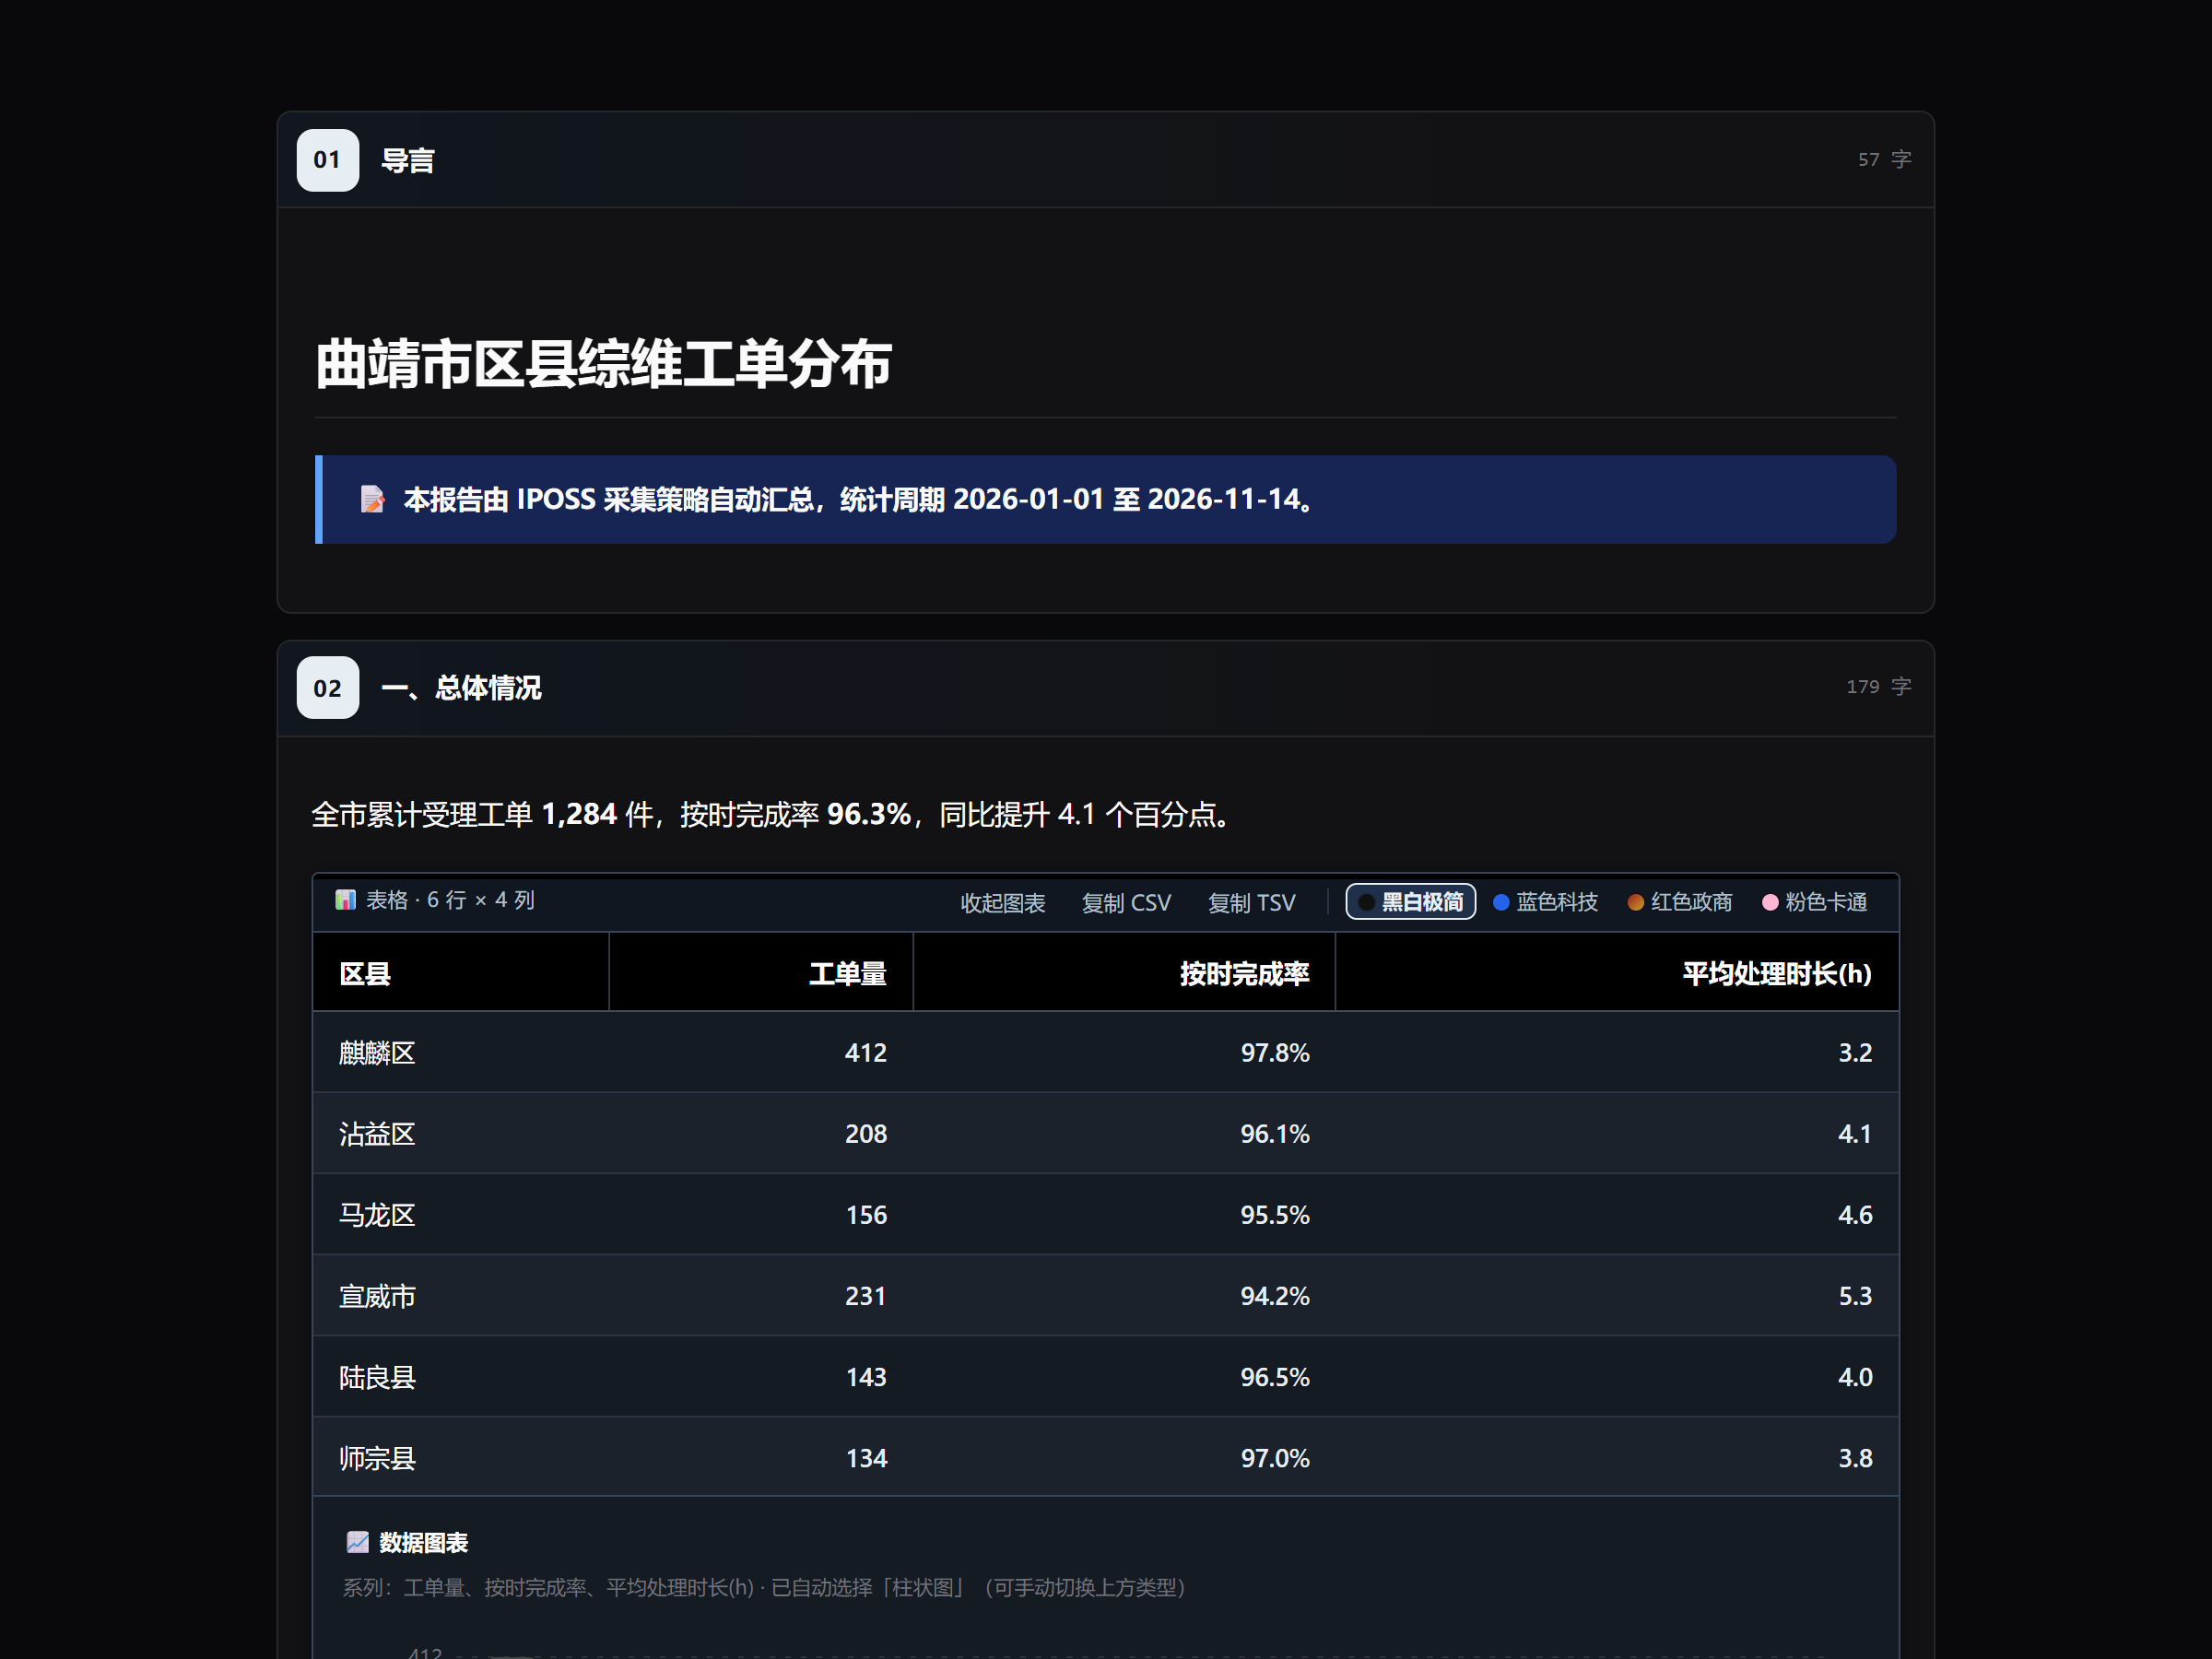 01 导言 57 字
曲靖市区县综维工单分布
📝 本报告由 IPOSS 采集策略自动汇总，统计周期 2026-01-01 至 2026-11-14。
02 一、总体情况 179 字
全市累计受理工单 1,284 件，按时完成率 96.3%，同比提升 4.1 个百分点。
📊 表格 · 6 行 × 4 列 收起图表 复制 CSV 复制 TSV 黑白极简 蓝色科技 红色政商 粉色卡通
区县 工单量 按时完成率 平均处理时长(h)
麒麟区 412 97.8% 3.2
沾益区 208 96.1% 4.1
马龙区 156 95.5% 4.6
宣威市 231 94.2% 5.3
陆良县 143 96.5% 4.0
师宗县 134 97.0% 3.8
📈 数据图表
系列：工单量、按时完成率、平均处理时长(h) · 已自动选择「柱状图」（可手动切换上方类型）
412